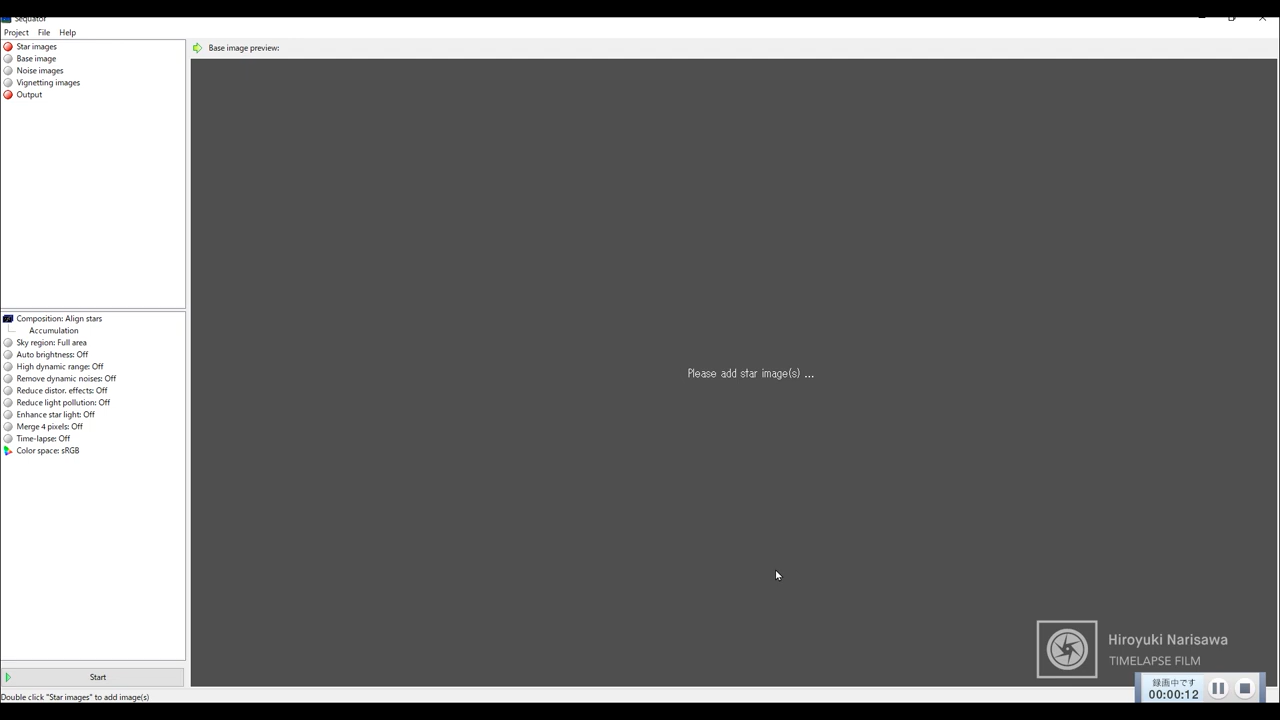 Sequator
Project File Help
Star images
Base image
Noise images
Vignetting images
Output
Base image preview:
Composition: Align stars
Accumulation
Sky region: Full area
Auto brightness: Off
High dynamic range: Off
Remove dynamic noises: Off
Reduce distor. effects: Off
Reduce light pollution: Off
Enhance star light: Off
Merge 4 pixels: Off
Time-lapse: Off
Color space: sRGB
Please add star image(s) ...
Hiroyuki Narisawa
TIMELAPSE FILM
Start
録画中です
00:00:12
Double click "Star images" to add image(s)